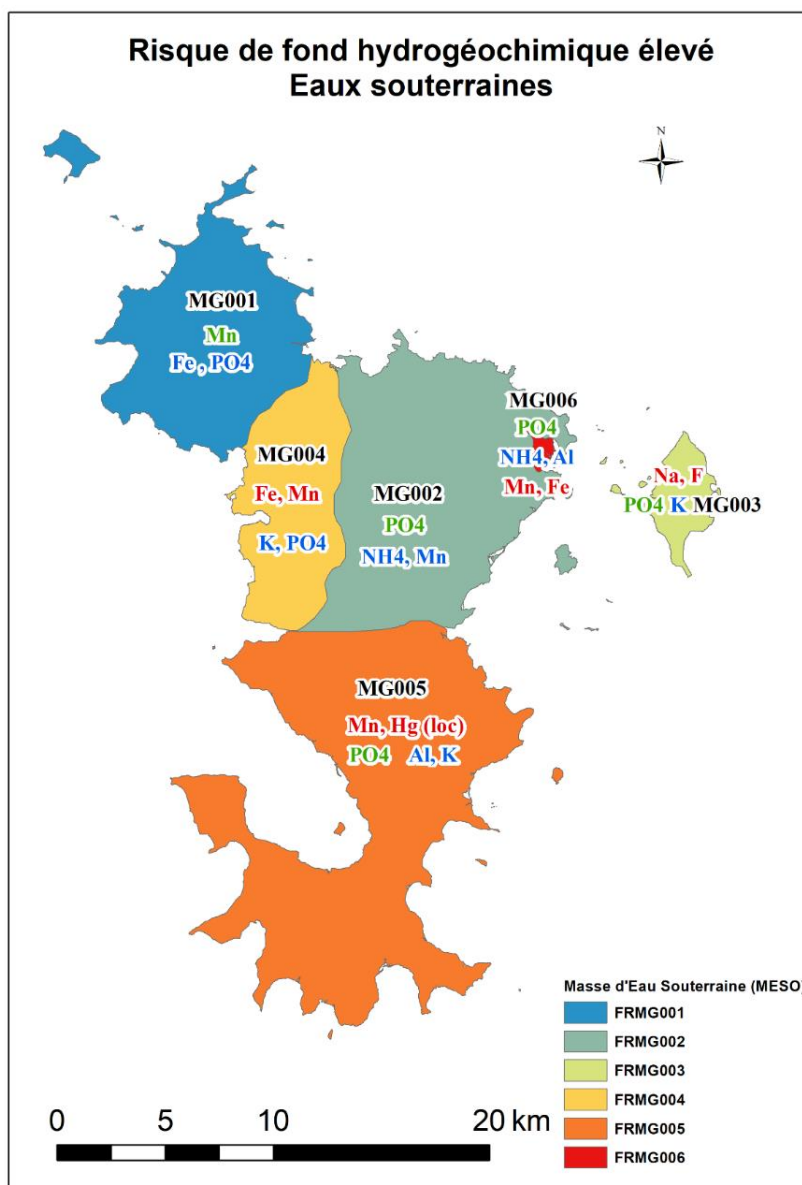 Risque de fond hydrogéochimique élevé
Eaux souterraines
N
MG001
Mn
Fe , PO4
MG004
Fe, Mn
K, PO4
MG002
PO4
NH4, Mn
MG006
PO4
NH4, Al
Mn, Fe
Na, F
PO4 K MG003
MG005
Mn, Hg (loc)
PO4 Al, K
Masse d'Eau Souterraine (MESO)
FRMG001
FRMG002
FRMG003
FRMG004
FRMG005
FRMG006
0 5 10 20 km